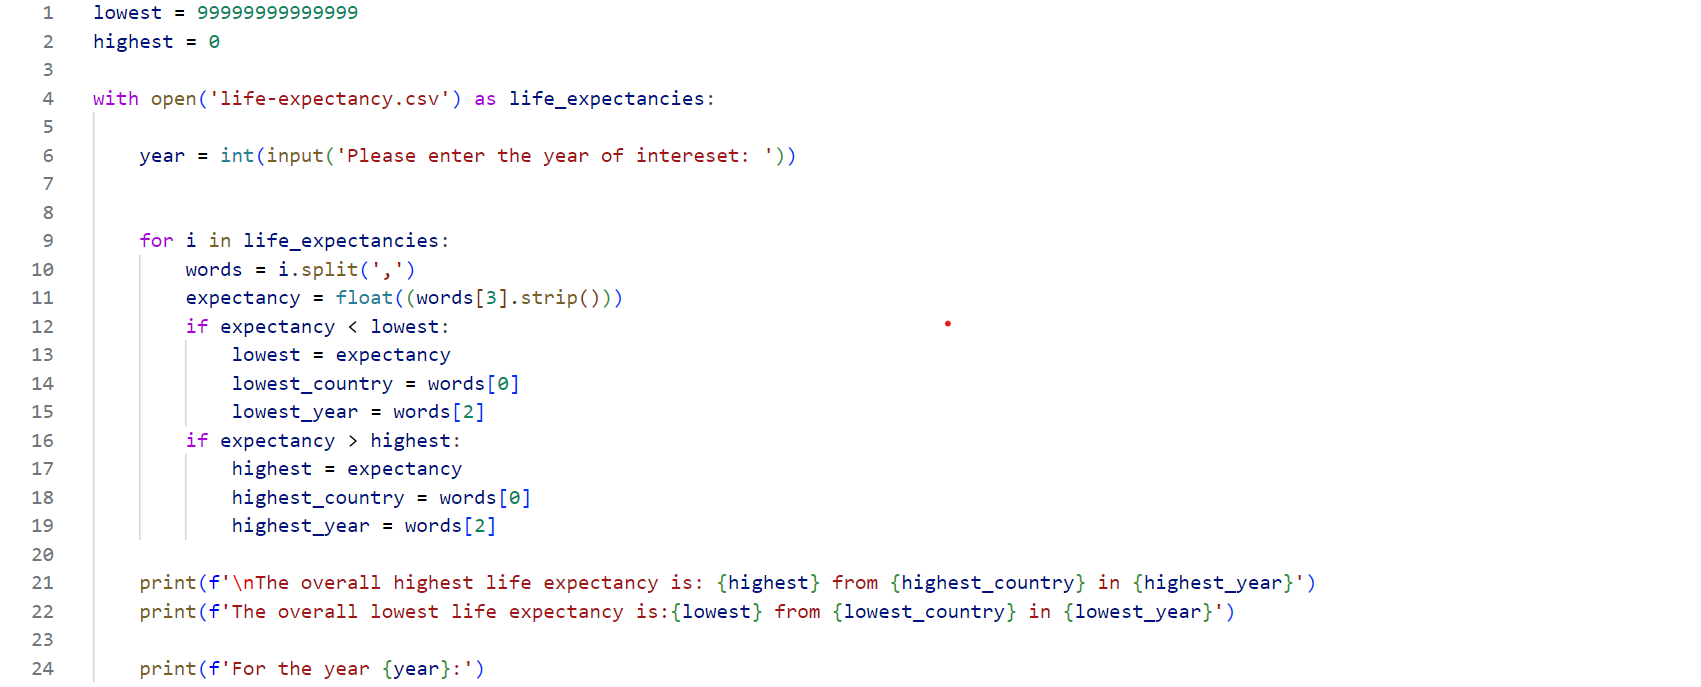 1 lowest = 99999999999999
2 highest = 0
3
4 with open('life-expectancy.csv') as life_expectancies:
5
6 year = int(input('Please enter the year of intereset: '))
7
8
9 for i in life_expectancies:
10 words = i.split(',')
11 expectancy = float((words[3].strip()))
12 if expectancy < lowest:
13 lowest = expectancy
14 lowest_country = words[0]
15 lowest_year = words[2]
16 if expectancy > highest:
17 highest = expectancy
18 highest_country = words[0]
19 highest_year = words[2]
20
21 print(f'\nThe overall highest life expectancy is: {highest} from {highest_country} in {highest_year}')
22 print(f'The overall lowest life expectancy is:{lowest} from {lowest_country} in {lowest_year}')
23
24 print(f'For the year {year}:')